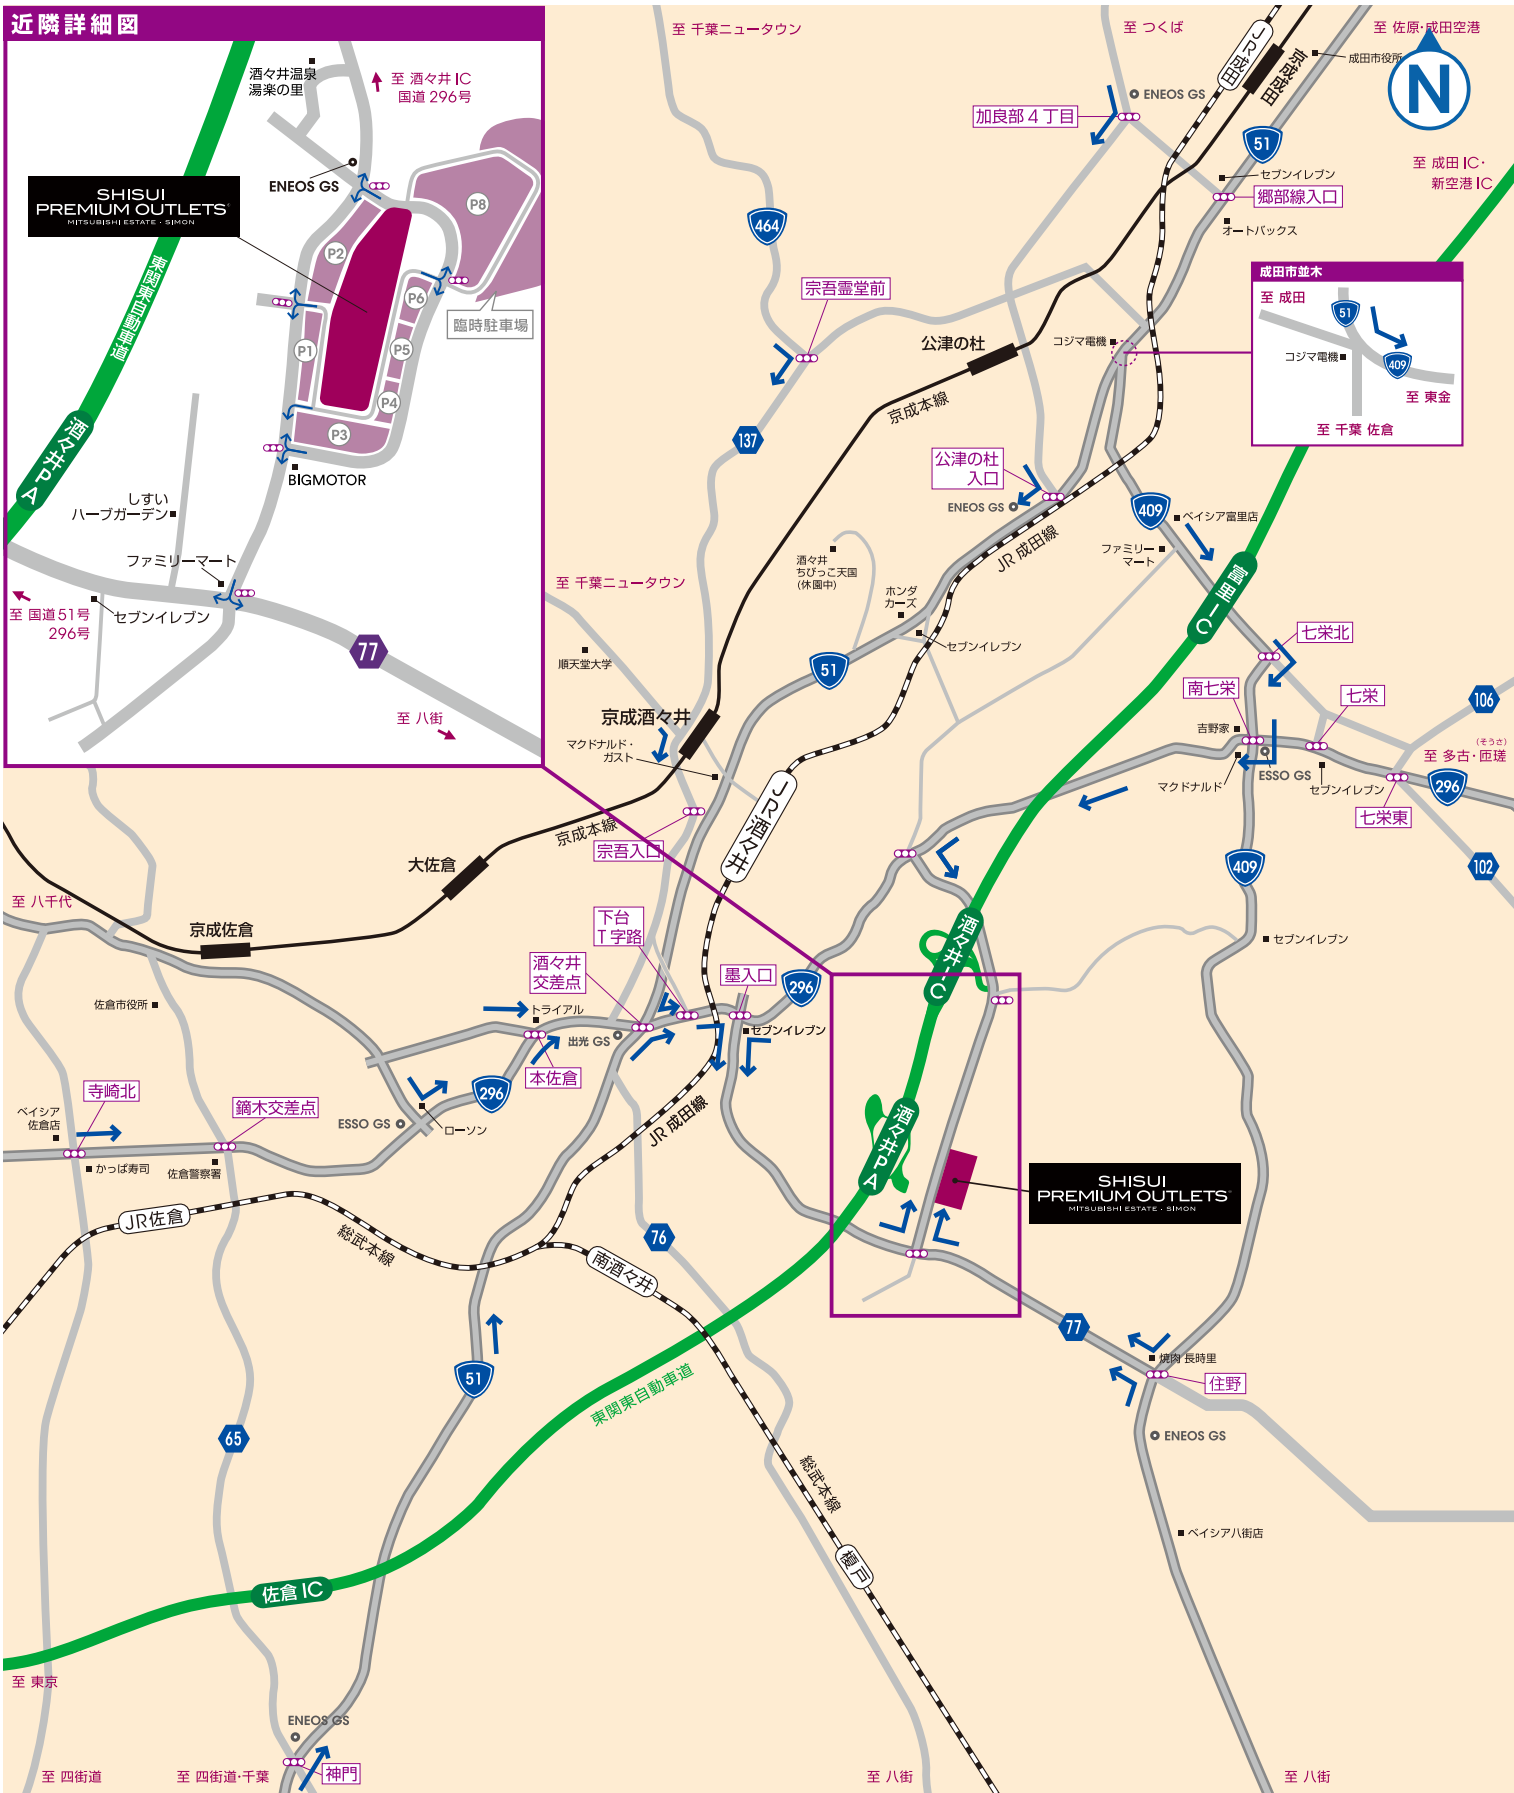 近隣詳細図
酒々井温泉
湯楽の里
至 酒々井 IC
国道 296号
ENEOS GS
SHISUI
PREMIUM OUTLETS
MITSUBISHI ESTATE · SIMON
P8
P2
P6
P1
P5
P4
P3
臨時駐車場
東関東自動車道
酒々井PA
BIGMOTOR
しすい
ハーブガーデン
ファミリーマート
セブンイレブン
至 国道51号
296号
77
至 八街
至 千葉ニュータウン
至 つくば
至 佐原・成田空港
JR成田
京成成田
成田市役所
N
ENEOS GS
加良部4丁目
51
至 成田 IC・
新空港 IC
セブンイレブン
郷部線入口
オートバックス
464
宗吾霊堂前
公津の杜
コジマ電機
成田市並木
至 成田
51
コジマ電機
409
至 東金
至 千葉 佐倉
京成本線
137
公津の杜
入口
ENEOS GS
JR 成田線
409
ベイシア富里店
ファミリー
マート
富里IC
酒々井
ちびっこ天国
(休園中)
ホンダ
カーズ
セブンイレブン
至 千葉ニュータウン
順天堂大学
51
七栄北
南七栄
七栄
106
吉野家
(そうさ)
至 多古・匝瑳
ESSO GS
マクドナルド
セブンイレブン
296
七栄東
京成酒々井
マクドナルド・
ガスト
JR酒々井
京成本線
宗吾入口
大佐倉
409
102
至 八千代
京成佐倉
下台
T字路
酒々井
交差点
墨入口
296
酒々井IC
セブンイレブン
佐倉市役所
トライアル
出光 GS
セブンイレブン
本佐倉
296
寺崎北
鏑木交差点
ESSO GS
ローソン
ベイシア
佐倉店
かっぱ寿司
佐倉警察署
JR 成田線
酒々井PA
SHISUI
PREMIUM OUTLETS
MITSUBISHI ESTATE · SIMON
JR佐倉
総武本線
76
南酒々井
77
焼肉 長時里
住野
51
東関東自動車道
65
ENEOS GS
総武本線
榎戸
ベイシア八街店
佐倉 IC
至 東京
ENEOS GS
神門
至 四街道
至 四街道・千葉
至 八街
至 八街